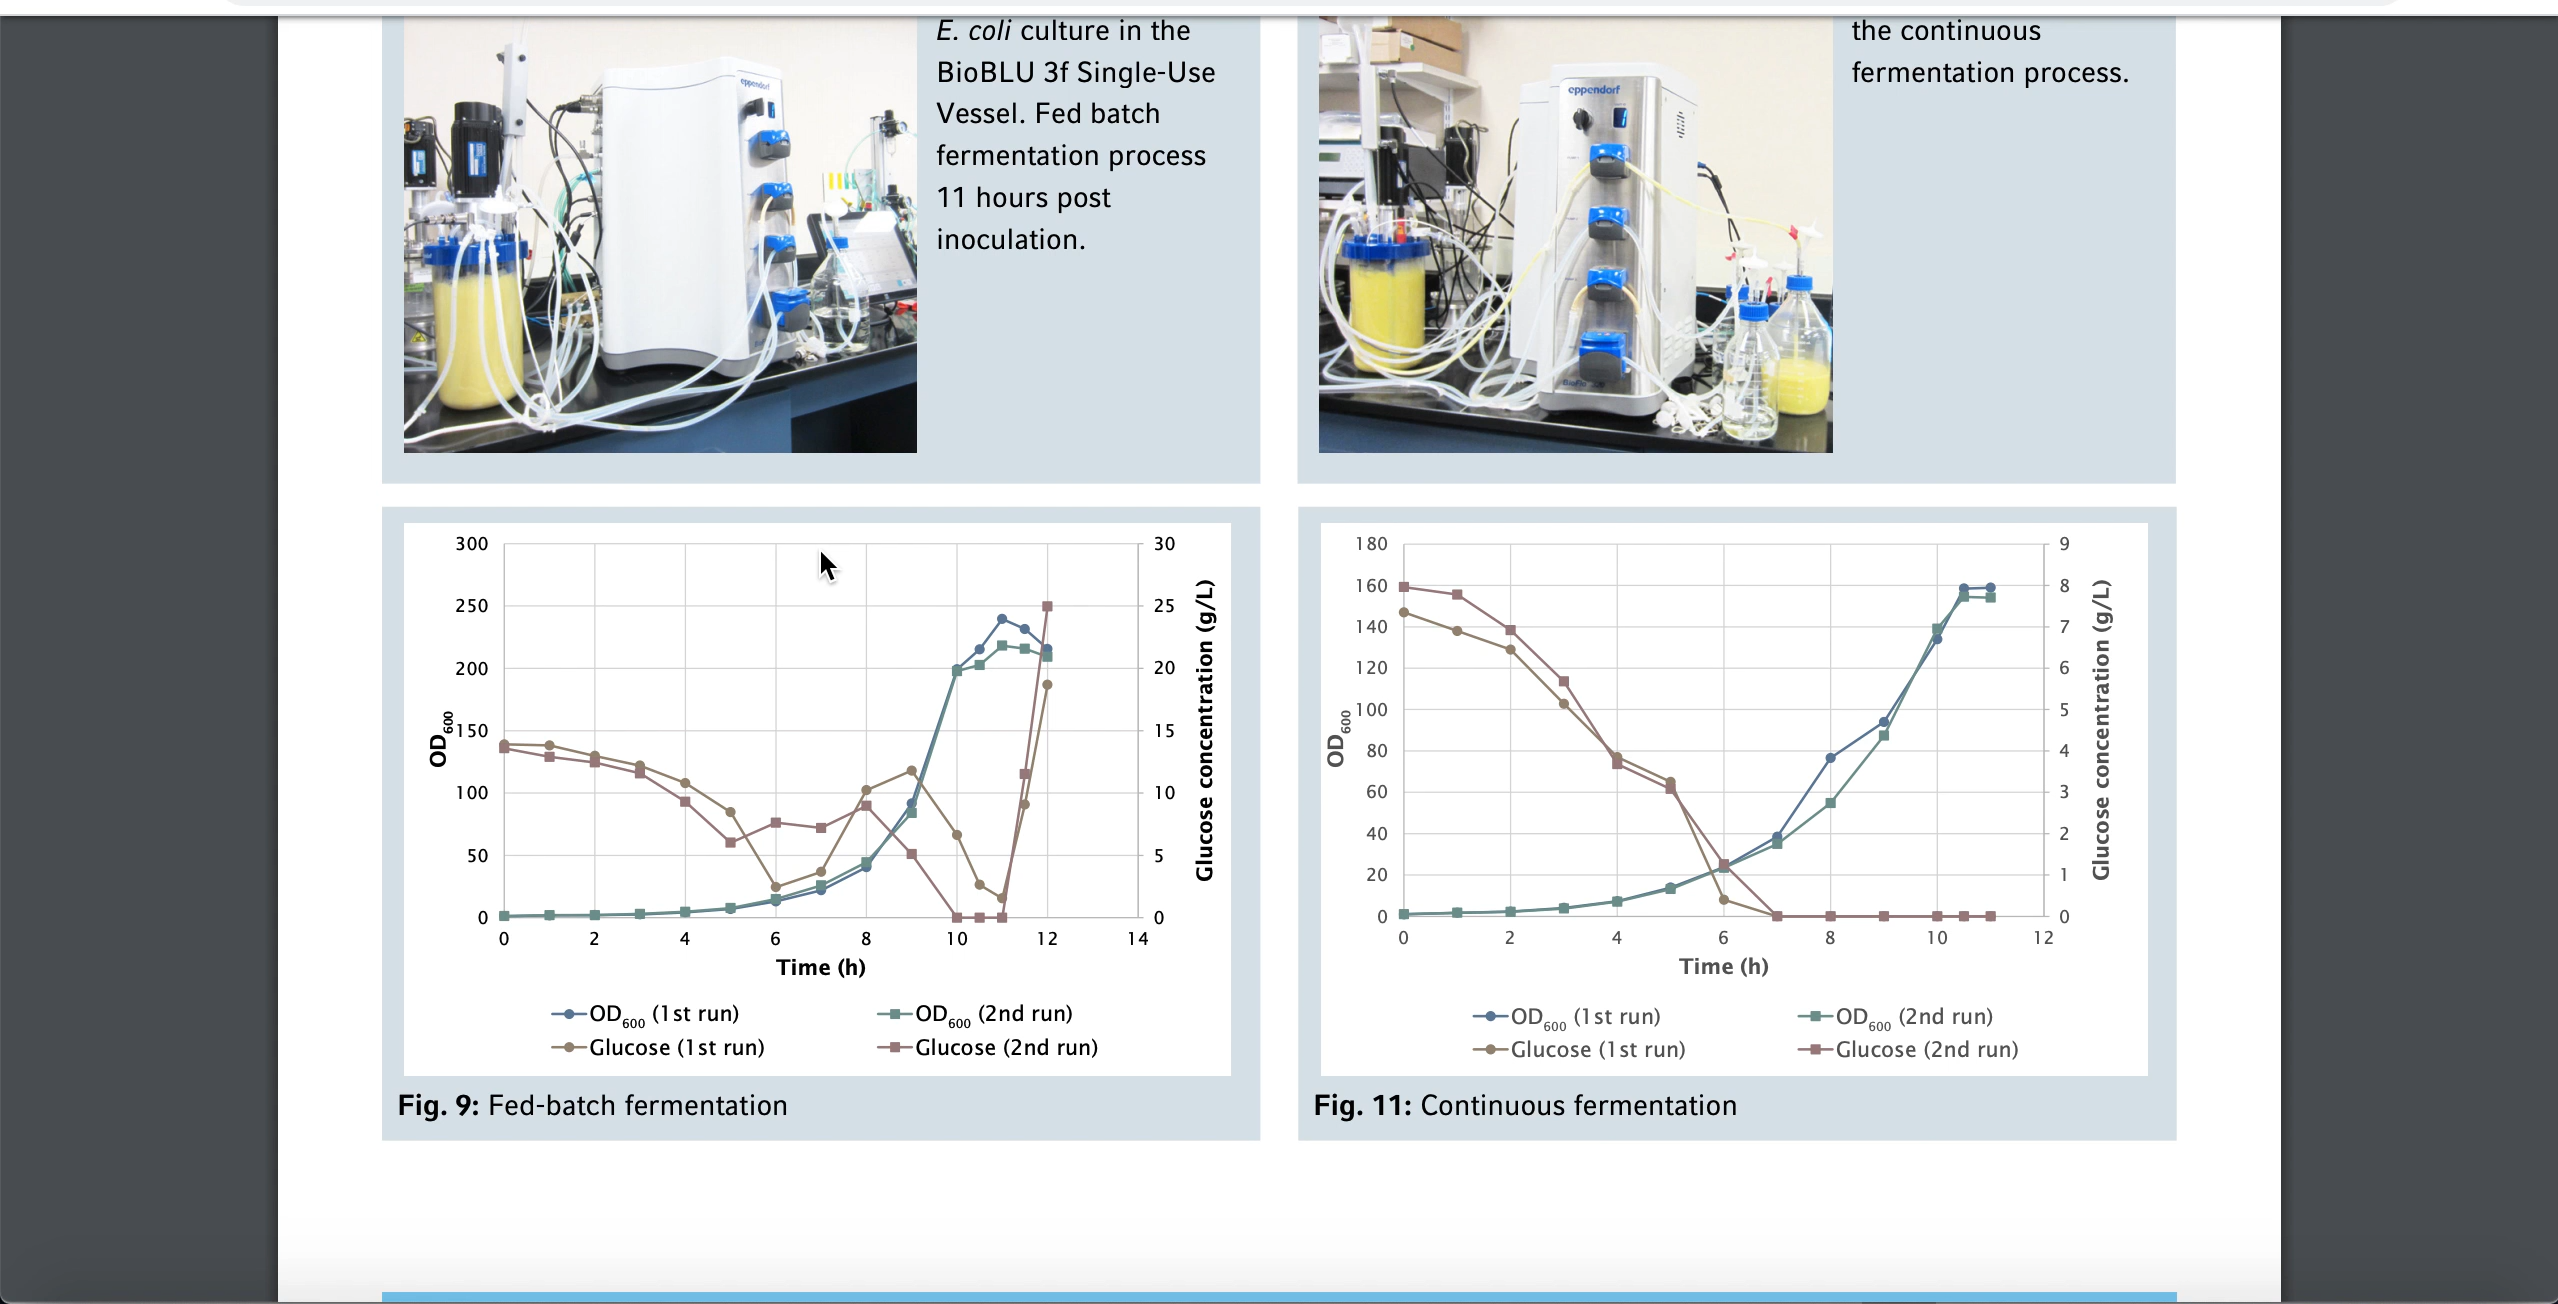 E. coli culture in the
BioBLU 3f Single-Use
Vessel. Fed batch
fermentation process
11 hours post
inoculation.
eppendorf
the continuous
fermentation process.
eppendorf
300
250
200
150
100
50
0
OD600
30
25
20
15
10
5
0
Glucose concentration (g/L)
0 2 4 6 8 10 12 14
Time (h)
OD600 (1st run) OD600 (2nd run)
Glucose (1st run) Glucose (2nd run)
Fig. 9: Fed-batch fermentation
180
160
140
120
100
80
60
40
20
0
OD600
9
8
7
6
5
4
3
2
1
0
Glucose concentration (g/L)
0 2 4 6 8 10 12
Time (h)
OD600 (1st run) OD600 (2nd run)
Glucose (1st run) Glucose (2nd run)
Fig. 11: Continuous fermentation